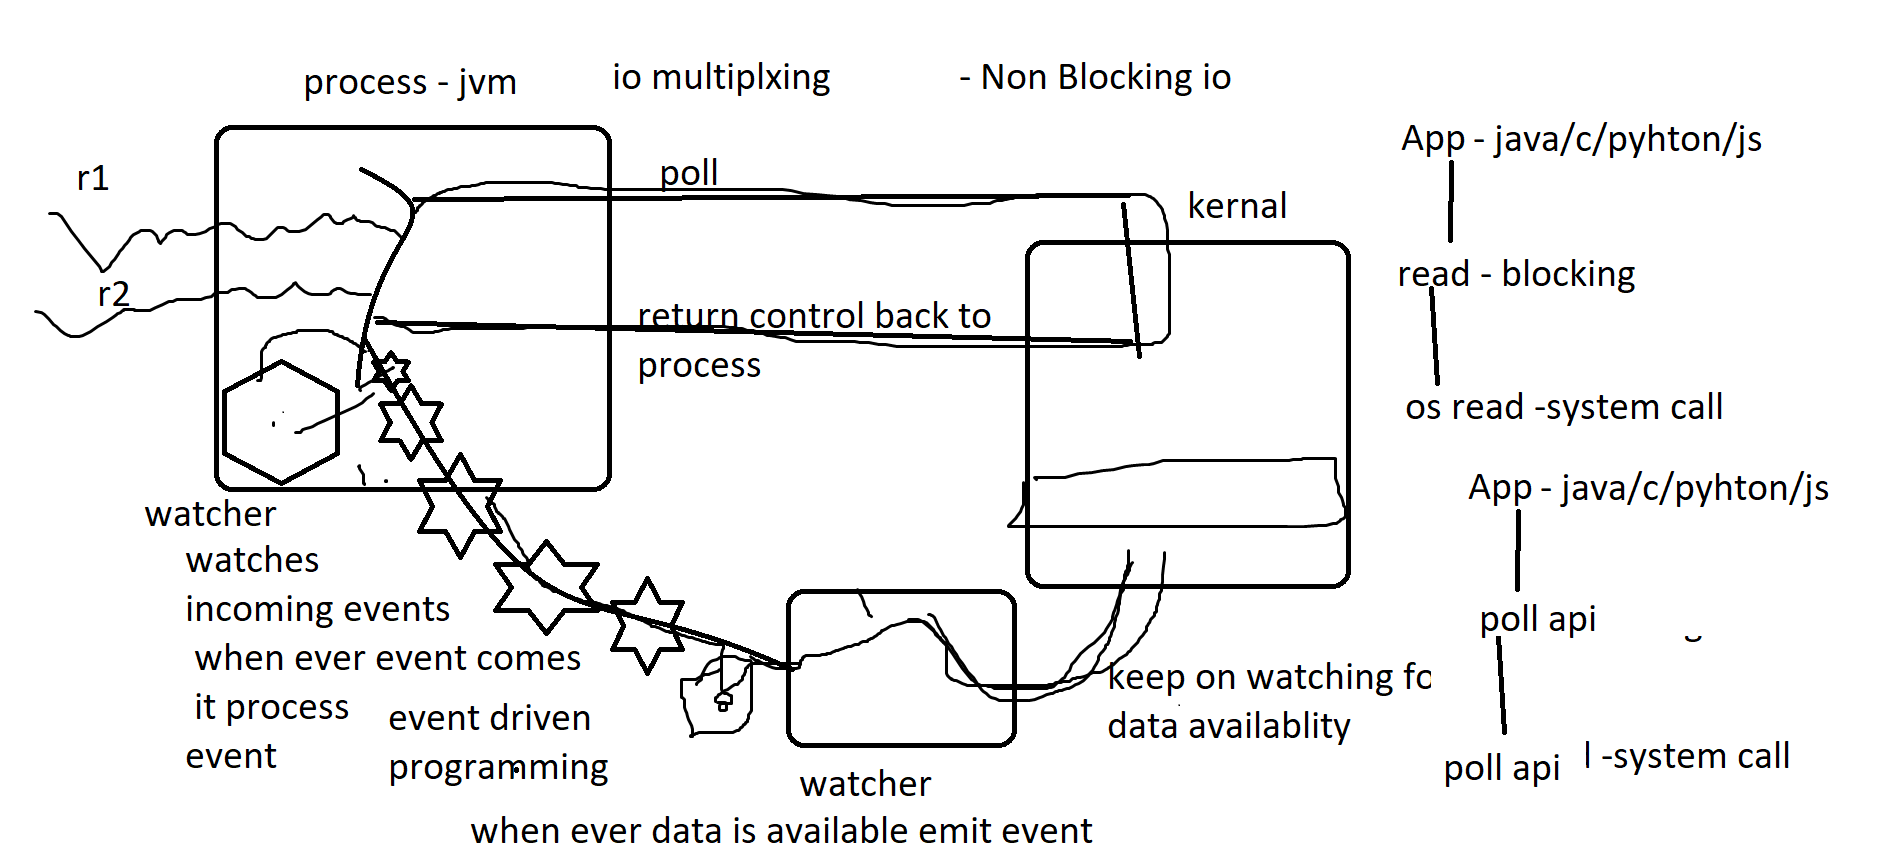 process - jvm
io multiplxing
- Non Blocking io
App - java/c/pyhton/js
r1
poll
kernal
read - blocking
r2
return control back to
process
os read -system call
App - java/c/pyhton/js
watcher
watches
incoming events
when ever event comes
it process
event
event driven
programming
poll api
keep on watching fo
data availablity
poll api
l -system call
watcher
when ever data is available emit event